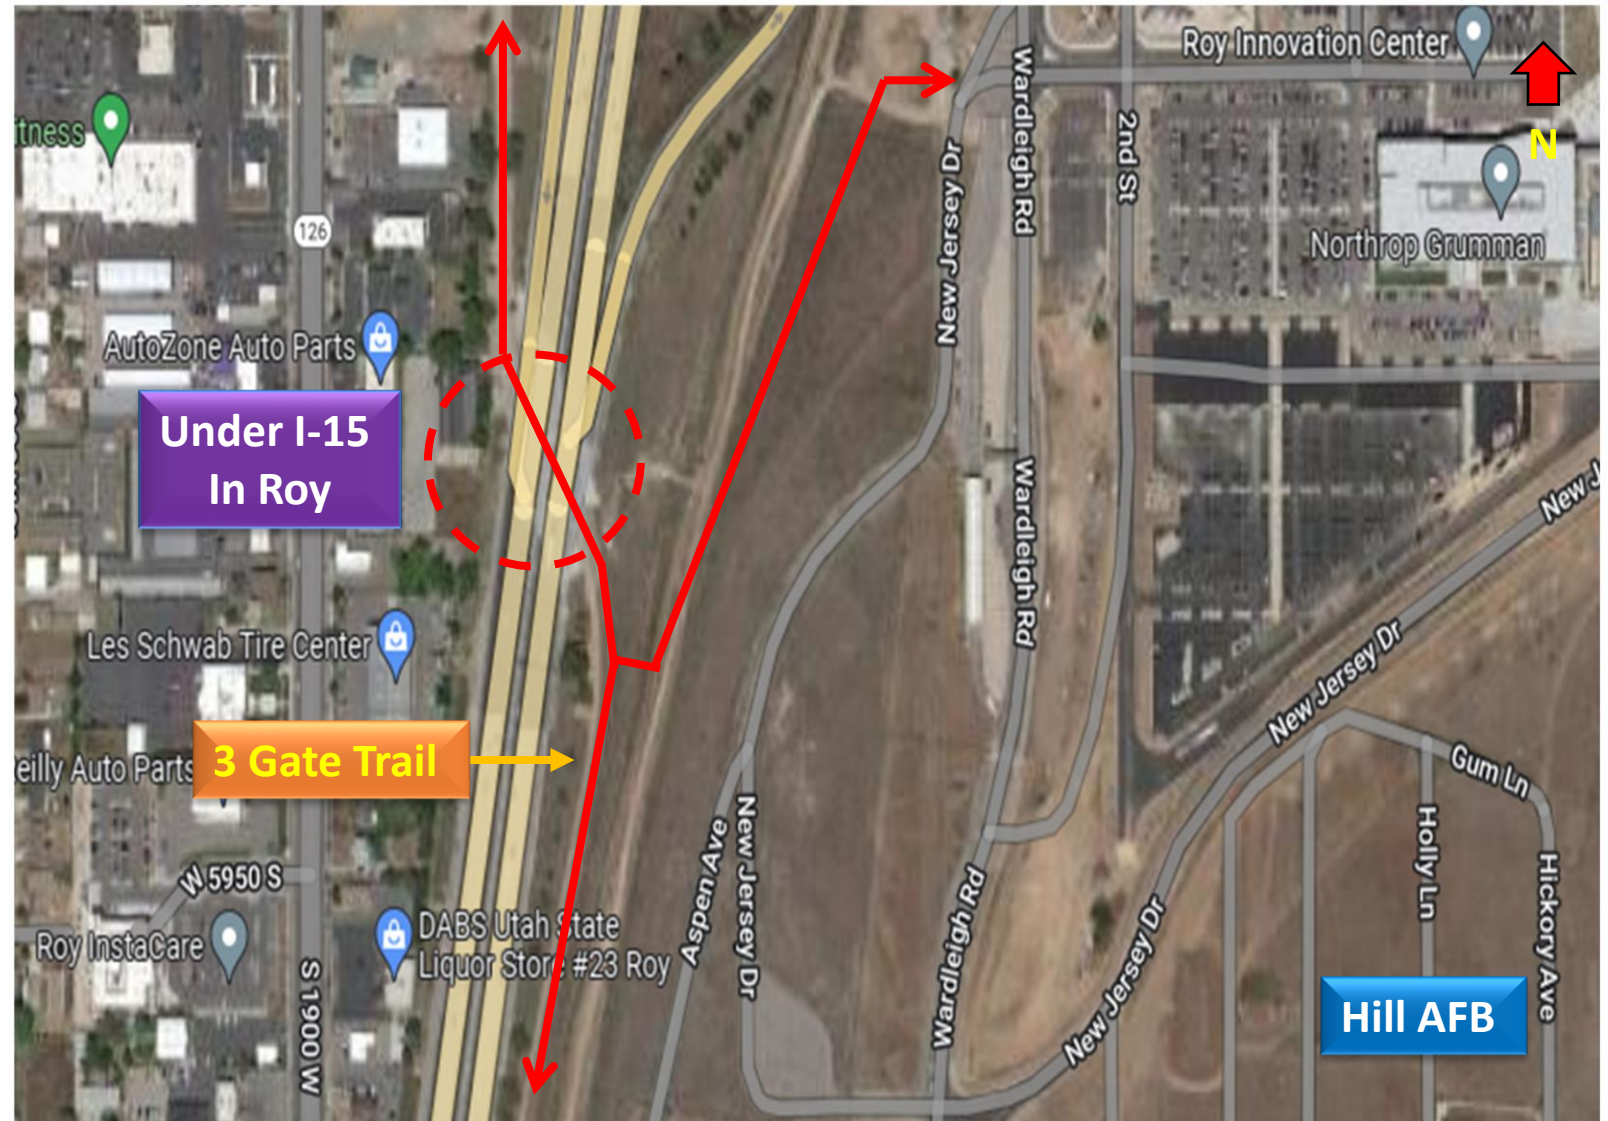 Roy Innovation Center
N
itness
126
Wardleigh Rd
2nd St
New Jersey Dr
Northrop Grumman
AutoZone Auto Parts
Under I-15
In Roy
Wardleigh Rd
New J
Les Schwab Tire Center
New Jersey Dr
3 Gate Trail
eilly Auto Parts
Gum Ln
Holly Ln
Hickory Ave
Aspen Ave
New Jersey Dr
W 5950 S
Wardleigh Rd
New Jersey Dr
DABS Utah State
Liquor Store #23 Roy
Roy InstaCare
S 1900 W
Hill AFB